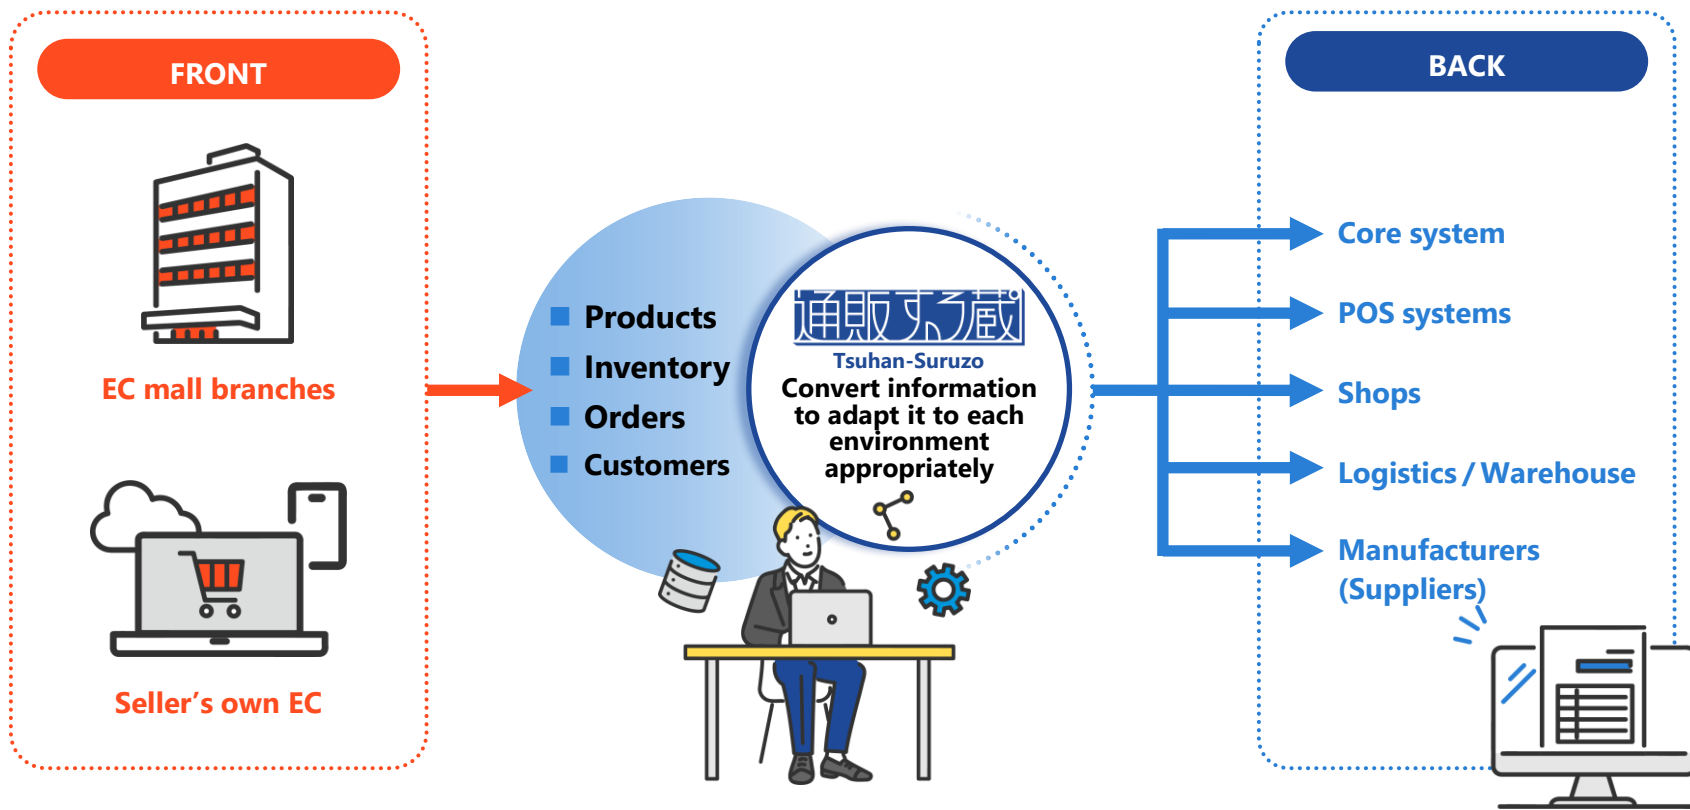 FRONT
EC mall branches
Seller’s own EC
Products
Inventory
Orders
Customers
通販する蔵
Tsuhan-Suruzo
Convert information
to adapt it to each
environment
appropriately
BACK
Core system
POS systems
Shops
Logistics / Warehouse
Manufacturers
(Suppliers)